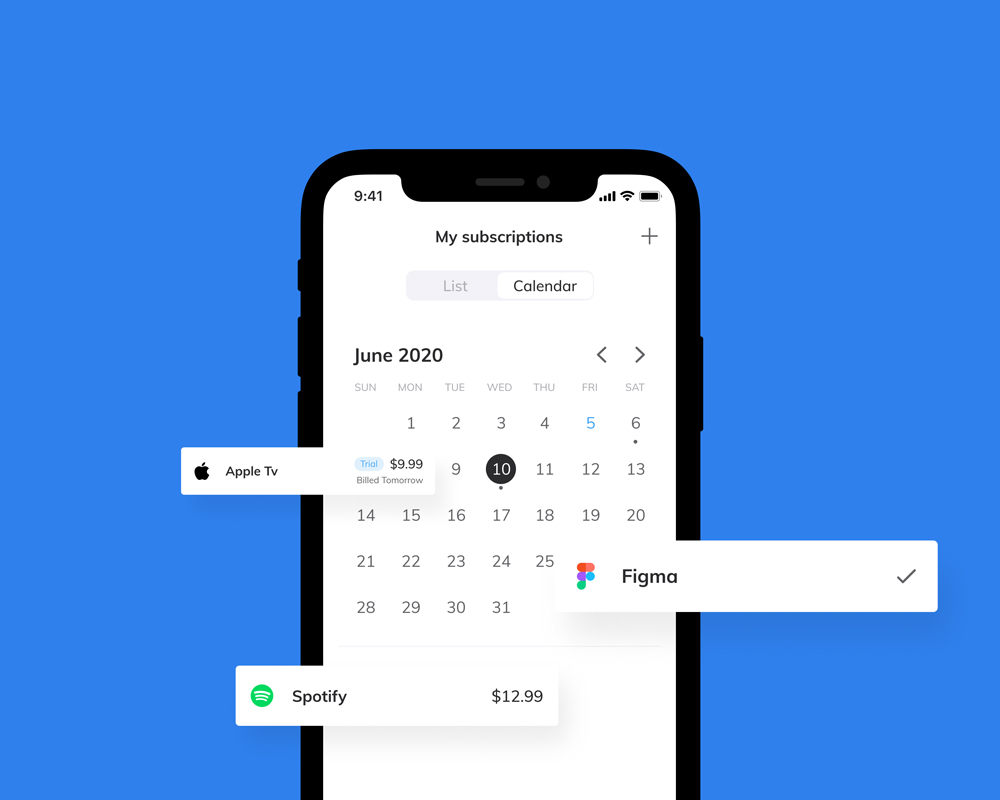 9:41
My subscriptions
List Calendar
June 2020
SUN MON TUE WED THU FRI SAT
1 2 3 4 5 6
Apple Tv Trial $9.99
Billed Tomorrow
9 10 11 12 13
14 15 16 17 18 19 20
21 22 23 24 25
Figma
28 29 30 31
Spotify $12.99